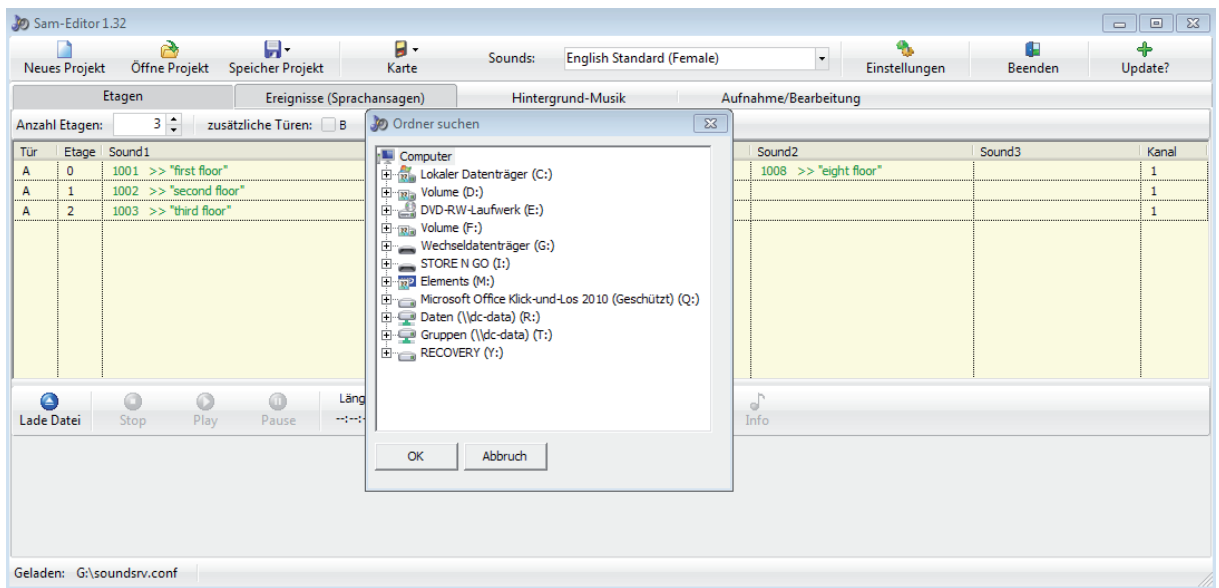 Sam-Editor 1.32
Neues Projekt Öffne Projekt Speicher Projekt Karte Sounds: English Standard (Female) Einstellungen Beenden Update?
Etagen Ereignisse (Sprachansagen) Hintergrund-Musik Aufnahme/Bearbeitung
Anzahl Etagen: 3 zusätzliche Türen: B
Tür Etage Sound1 Sound2 Sound3 Kanal
A 0 1001 >> "first floor" 1008 >> "eight floor" 1
A 1 1002 >> "second floor" 1
A 2 1003 >> "third floor" 1
Ordner suchen
Computer
Lokaler Datenträger (C:)
Volume (D:)
DVD-RW-Laufwerk (E:)
Volume (F:)
Wechseldatenträger (G:)
STORE N GO (I:)
Elements (M:)
Microsoft Office Klick-und-Los 2010 (Geschützt) (Q:)
Daten (\\dc-data) (R:)
Gruppen (\\dc-data) (T:)
RECOVERY (Y:)
OK Abbruch
Läng
Lade Datei Stop Play Pause --:--:- Info
Geladen: G:\soundsrv.conf